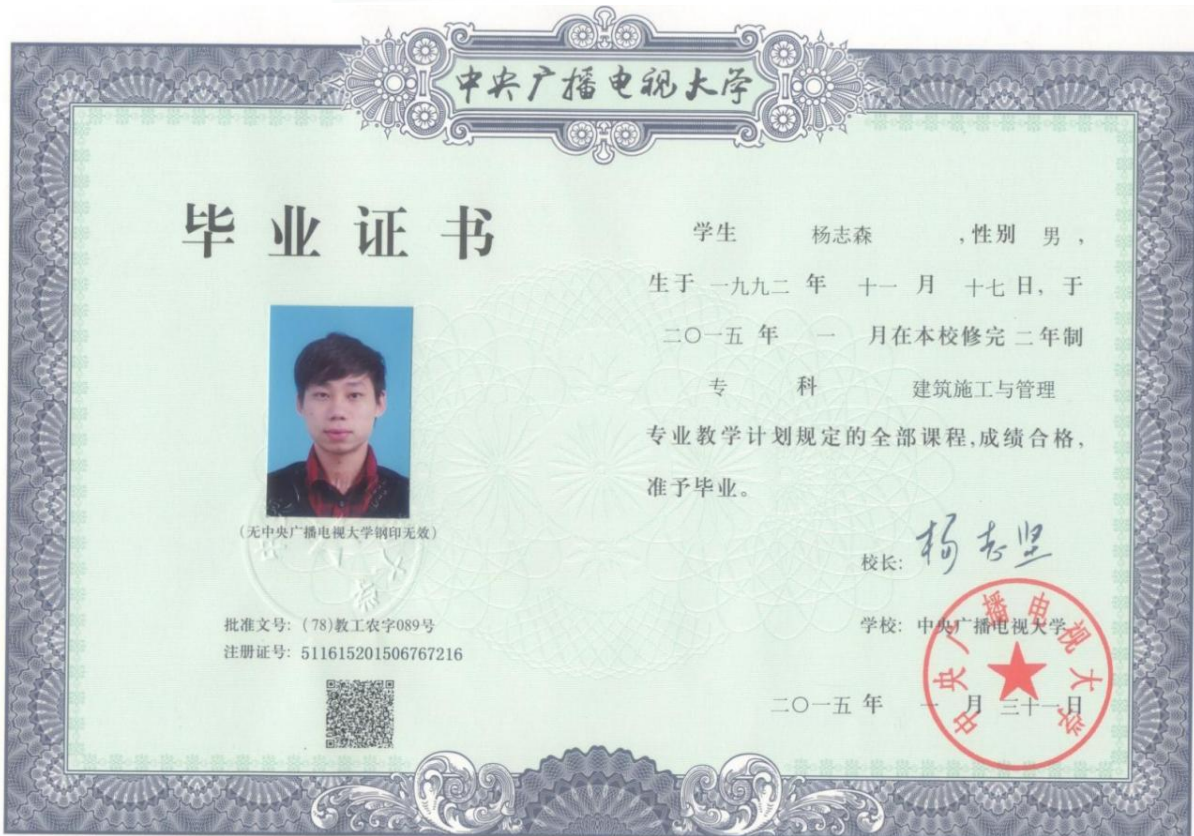 中央广播电视大学
毕业证书
学生 杨志森 ,性别 男 ,
生于 一九九二 年 十一 月 十七 日, 于
二〇一五 年 一 月在本校修完 二年制
专 科 建筑施工与管理
专业教学计划规定的全部课程,成绩合格,
准予毕业。
(无中央广播电视大学钢印无效)
校长: 杨志坚
批准文号: (78)教工农字089号
注册证号: 511615201506767216
学校: 中央广播电视大学
二〇一五 年 一 月 三十一日
中央广播电视大学